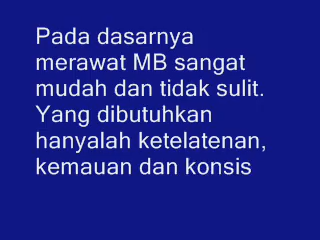 Pada dasarnya
merawat MB sangat
mudah dan tidak sulit.
Yang dibutuhkan
hanyalah ketelatenan,
kemauan dan konsis